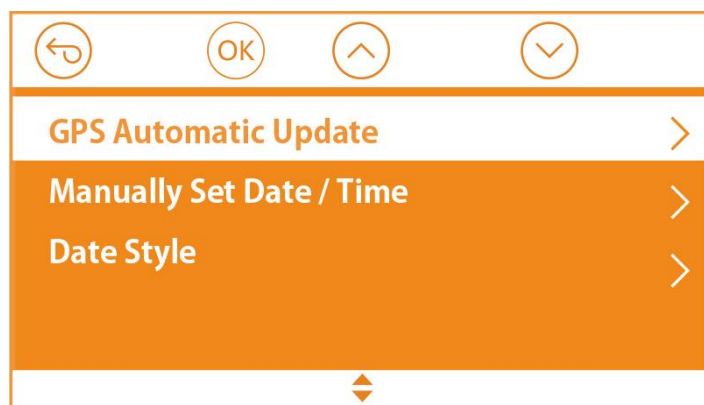 OK
GPS Automatic Update
Manually Set Date / Time
Date Style